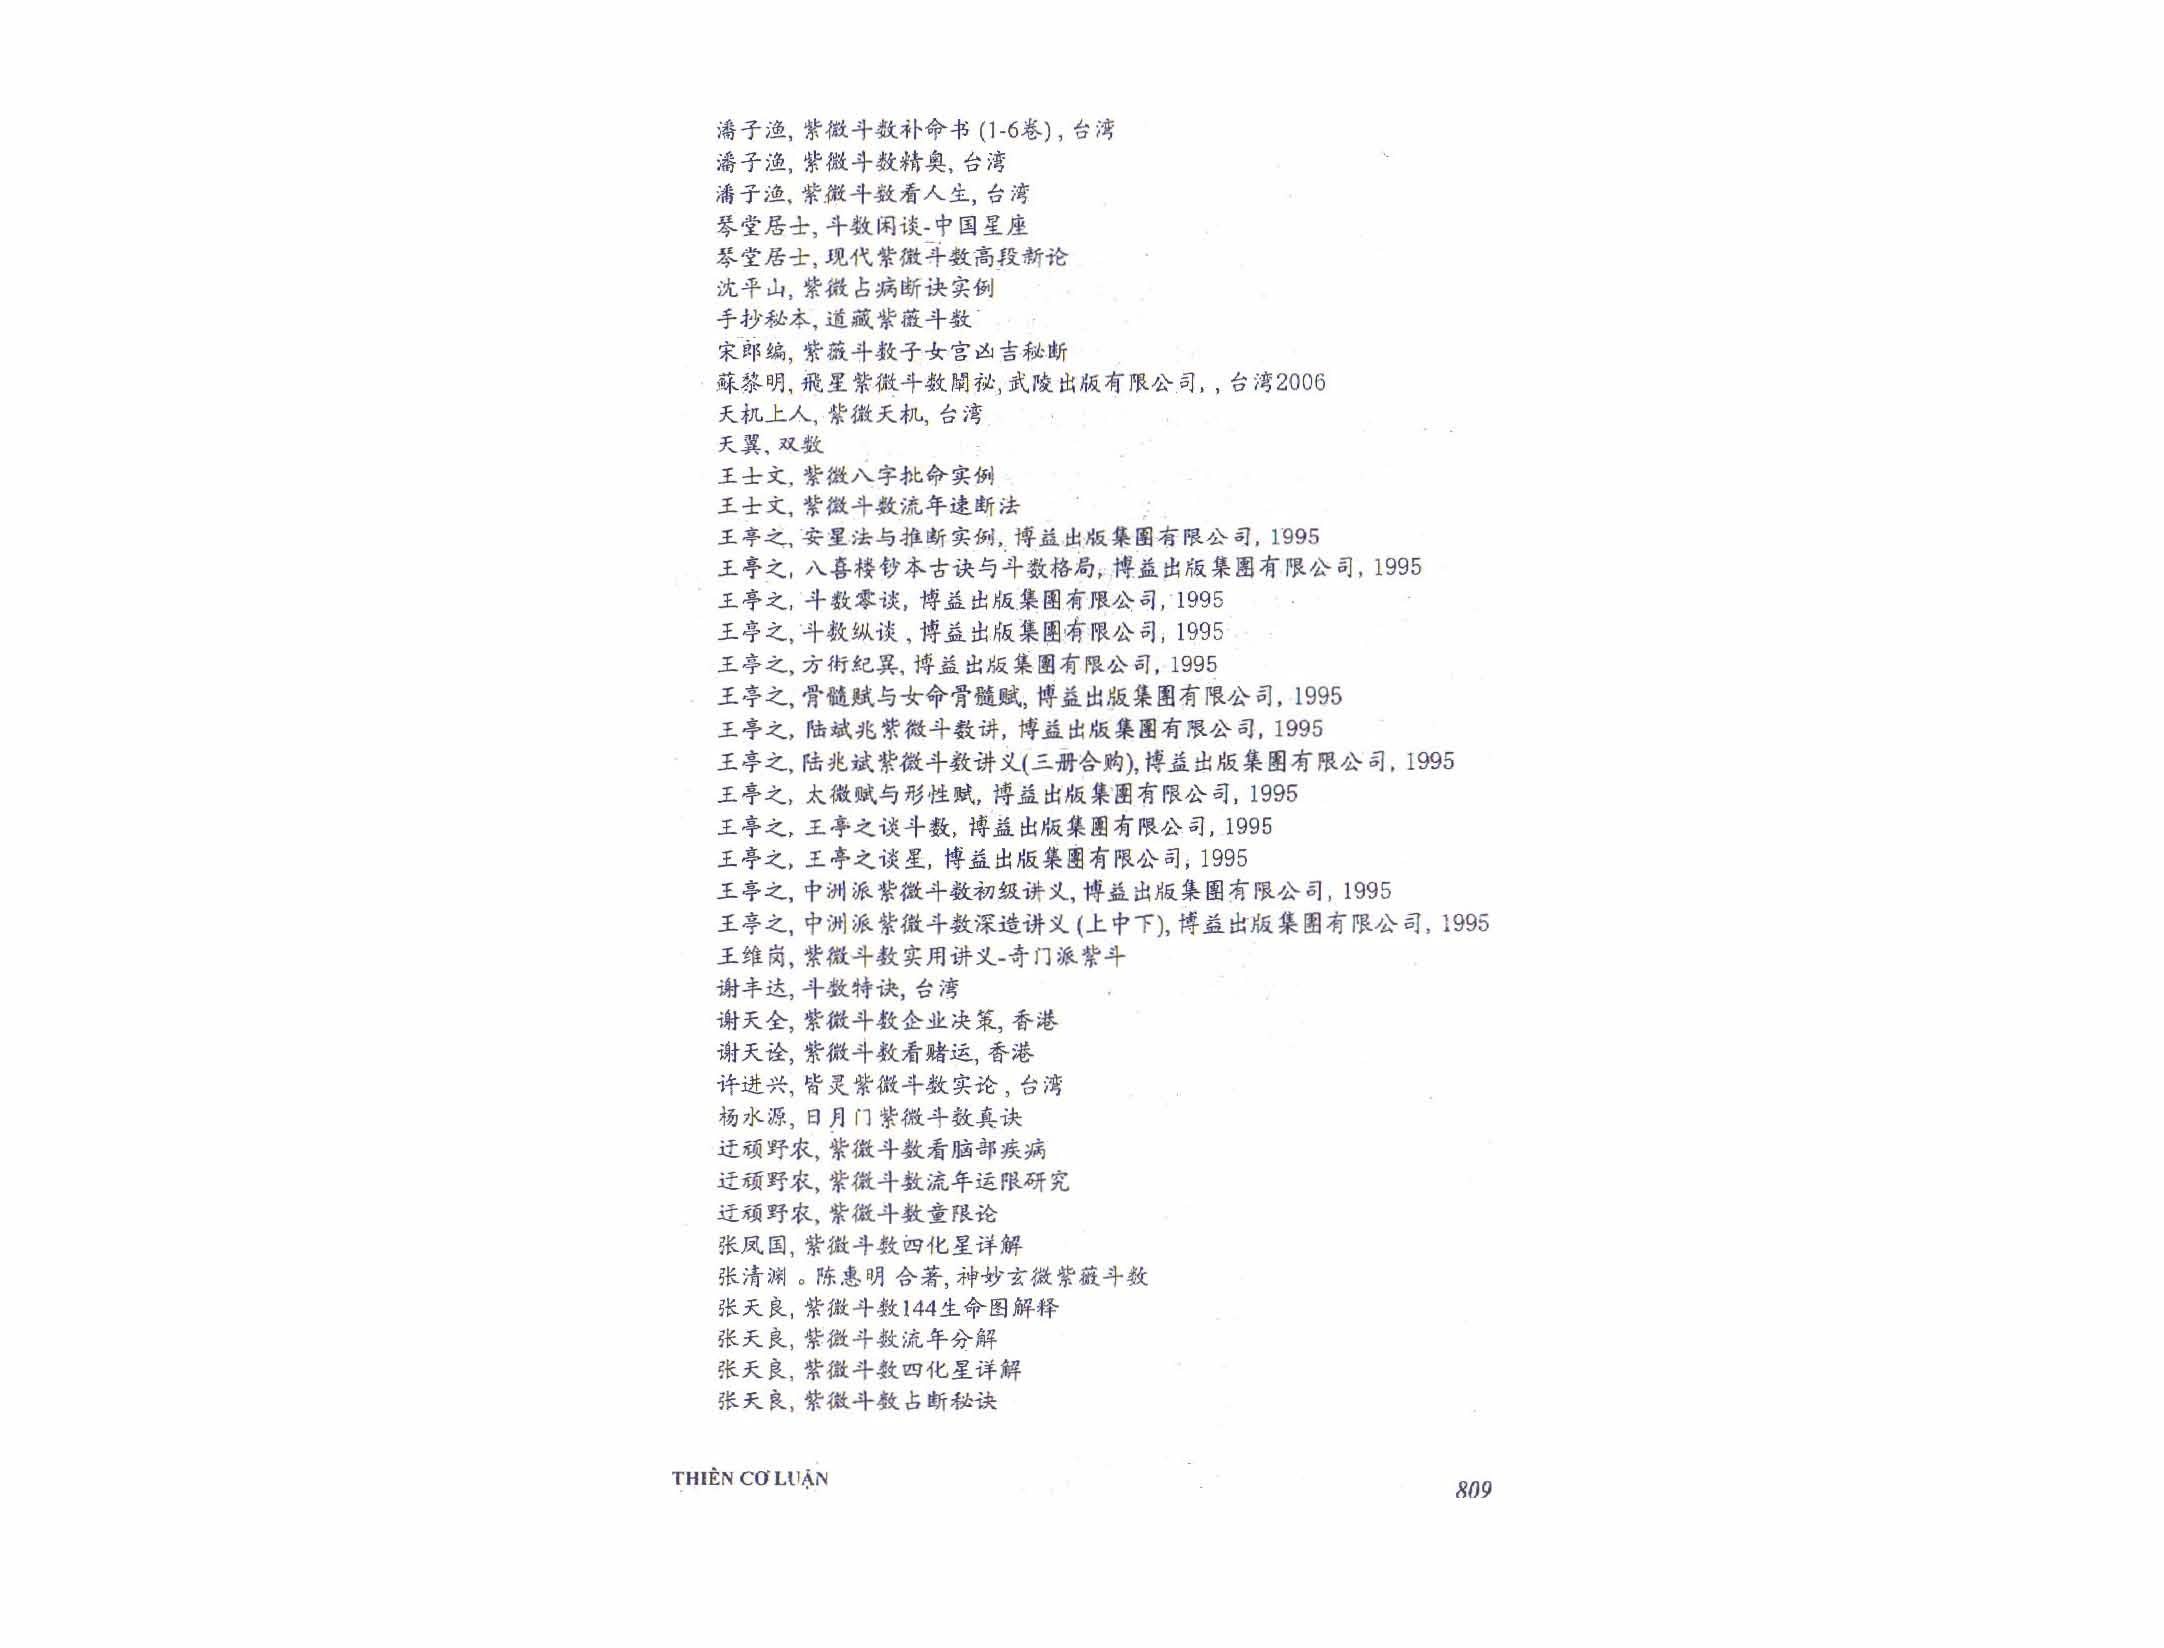 潘子渔, 紫微斗数补命书 (1-6卷) , 台湾
潘子渔, 紫微斗数精奥, 台湾
潘子渔, 紫微斗数看人生, 台湾
琴堂居士, 斗数闲谈-中国星座
琴堂居士, 现代紫微斗数高段新论
沈平山, 紫微占病断诀实例
手抄秘本, 道藏紫薇斗数
宋郎编, 紫薇斗数子女宫凶吉秘断
蘇黎明, 飛星紫微斗数闡祕, 武陵出版有限公司, , 台湾2006
天机上人, 紫微天机, 台湾
天翼, 双数
王士文, 紫微八字批命实例
王士文, 紫微斗数流年速断法
王亭之, 安星法与推断实例, 博益出版集團有限公司, 1995
王亭之, 八喜楼钞本古诀与斗数格局, 博益出版集團有限公司, 1995
王亭之, 斗数零谈, 博益出版集團有限公司, 1995
王亭之, 斗数纵谈 , 博益出版集團有限公司, 1995
王亭之, 方術紀異, 博益出版集團有限公司, 1995
王亭之, 骨髓赋与女命骨髓赋, 博益出版集團有限公司, 1995
王亭之, 陆斌兆紫微斗数讲, 博益出版集團有限公司, 1995
王亭之, 陆兆斌紫微斗数讲义(三册合购), 博益出版集團有限公司, 1995
王亭之, 太微赋与形性赋, 博益出版集團有限公司, 1995
王亭之, 王亭之谈斗数, 博益出版集團有限公司, 1995
王亭之, 王亭之谈星, 博益出版集團有限公司, 1995
王亭之, 中洲派紫微斗数初级讲义, 博益出版集團有限公司, 1995
王亭之, 中洲派紫微斗数深造讲义 (上中下), 博益出版集團有限公司, 1995
王维岗, 紫微斗数实用讲义-奇门派紫斗
谢丰达, 斗数特诀, 台湾
谢天全, 紫微斗数企业决策, 香港
谢天诠, 紫微斗数看赌运, 香港
许进兴, 皆灵紫微斗数实论 , 台湾
杨水源, 日月门紫微斗数真诀
迂顽野农, 紫微斗数看脑部疾病
迂顽野农, 紫微斗数流年运限研究
迂顽野农, 紫微斗数童限论
张凤国, 紫微斗数四化星详解
张清渊 。陈惠明 合著, 神妙玄微紫薇斗数
张天良, 紫微斗数144生命图解释
张天良, 紫微斗数流年分解
张天良, 紫微斗数四化星详解
张天良, 紫微斗数占断秘诀
THIÊN CƠ LUẬN
809